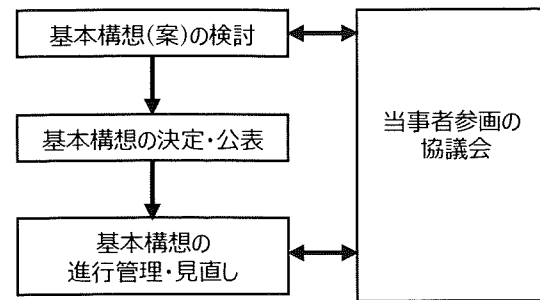 基本構想(案)の検討
基本構想の決定・公表
基本構想の
進行管理・見直し
当事者参画の
協議会